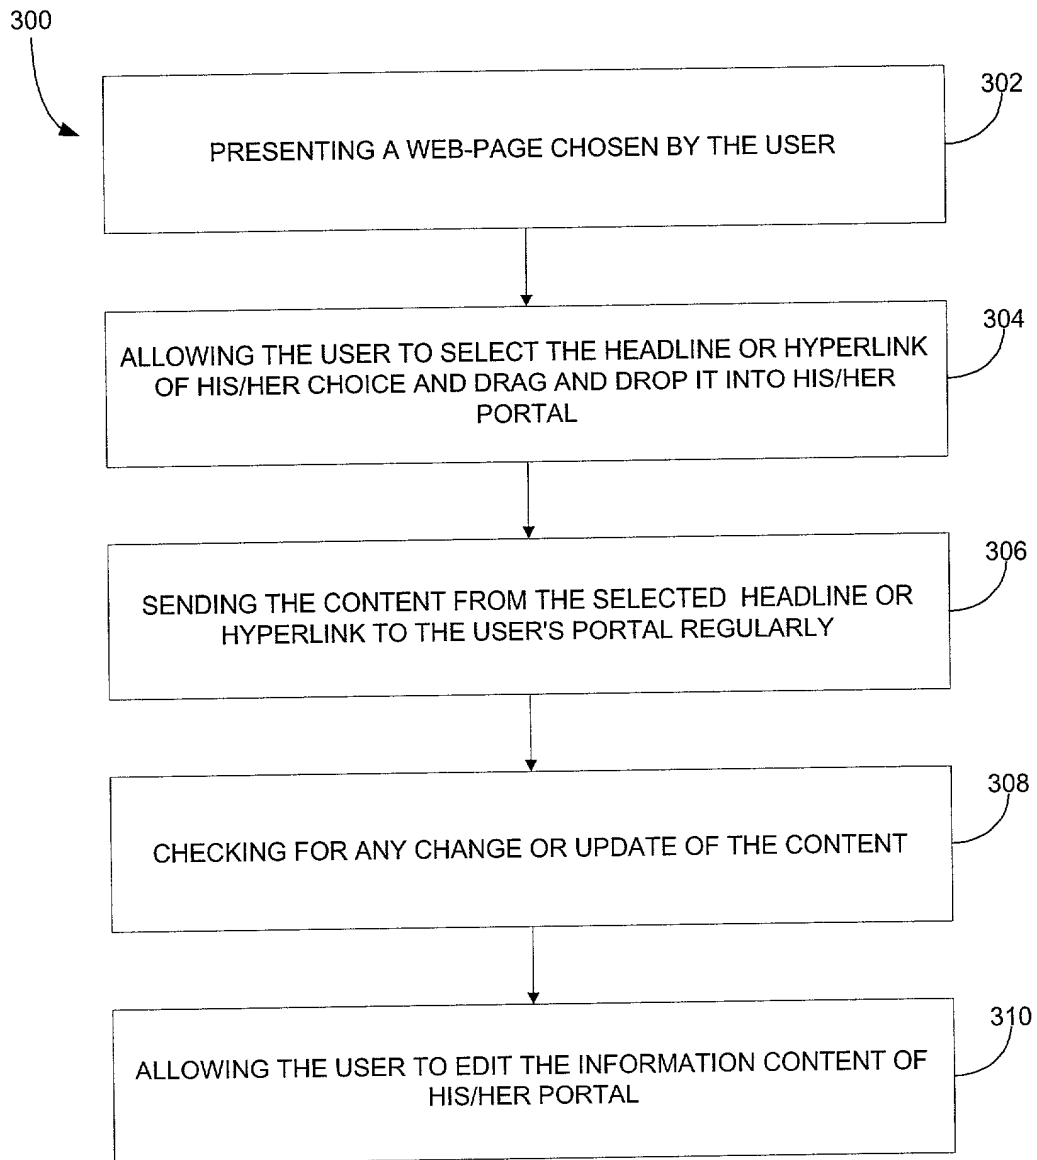 300
302
PRESENTING A WEB-PAGE CHOSEN BY THE USER
304
ALLOWING THE USER TO SELECT THE HEADLINE OR HYPERLINK
OF HIS/HER CHOICE AND DRAG AND DROP IT INTO HIS/HER
PORTAL
306
SENDING THE CONTENT FROM THE SELECTED HEADLINE OR
HYPERLINK TO THE USER'S PORTAL REGULARLY
308
CHECKING FOR ANY CHANGE OR UPDATE OF THE CONTENT
310
ALLOWING THE USER TO EDIT THE INFORMATION CONTENT OF
HIS/HER PORTAL